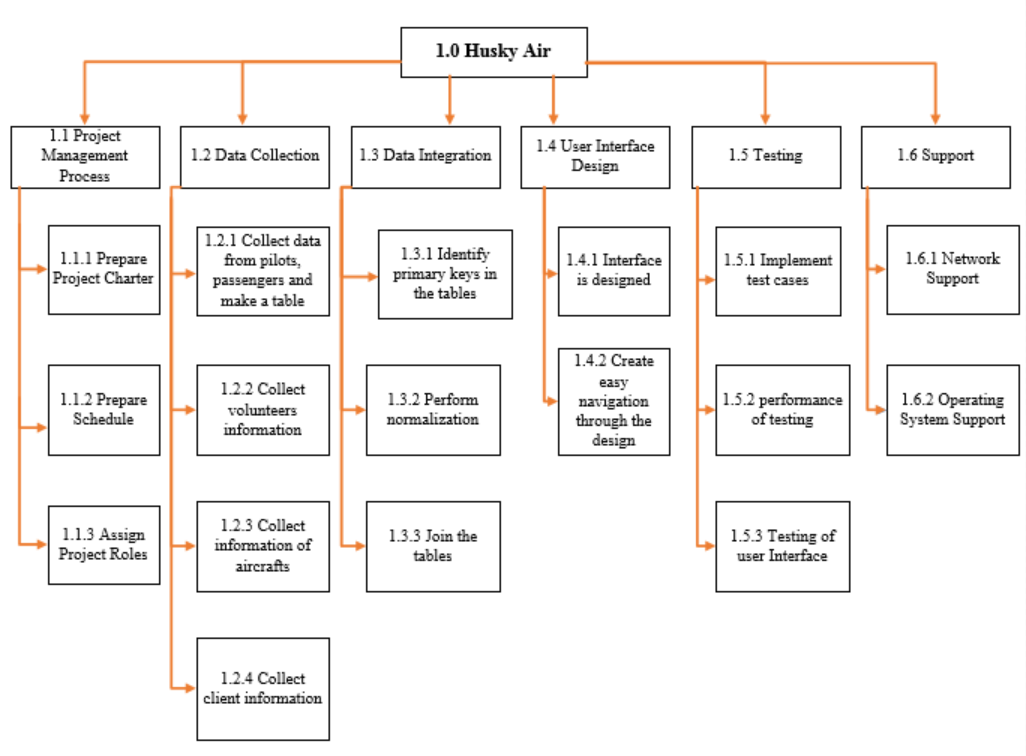 1.0 Husky Air
1.1 Project
Management
Process
1.2 Data Collection
1.3 Data Integration
1.4 User Interface
Design
1.5 Testing
1.6 Support
1.1.1 Prepare
Project Charter
1.1.2 Prepare
Schedule
1.1.3 Assign
Project Roles
1.2.1 Collect data
from pilots,
passengers and
make a table
1.2.2 Collect
volunteers
information
1.2.3 Collect
information of
aircrafts
1.2.4 Collect
client information
1.3.1 Identify
primary keys in
the tables
1.3.2 Perform
normalization
1.3.3 Join the
tables
1.4.1 Interface
is designed
1.4.2 Create
easy
navigation
through the
design
1.5.1 Implement
test cases
1.5.2 performance
of testing
1.5.3 Testing of
user Interface
1.6.1 Network
Support
1.6.2 Operating
System Support